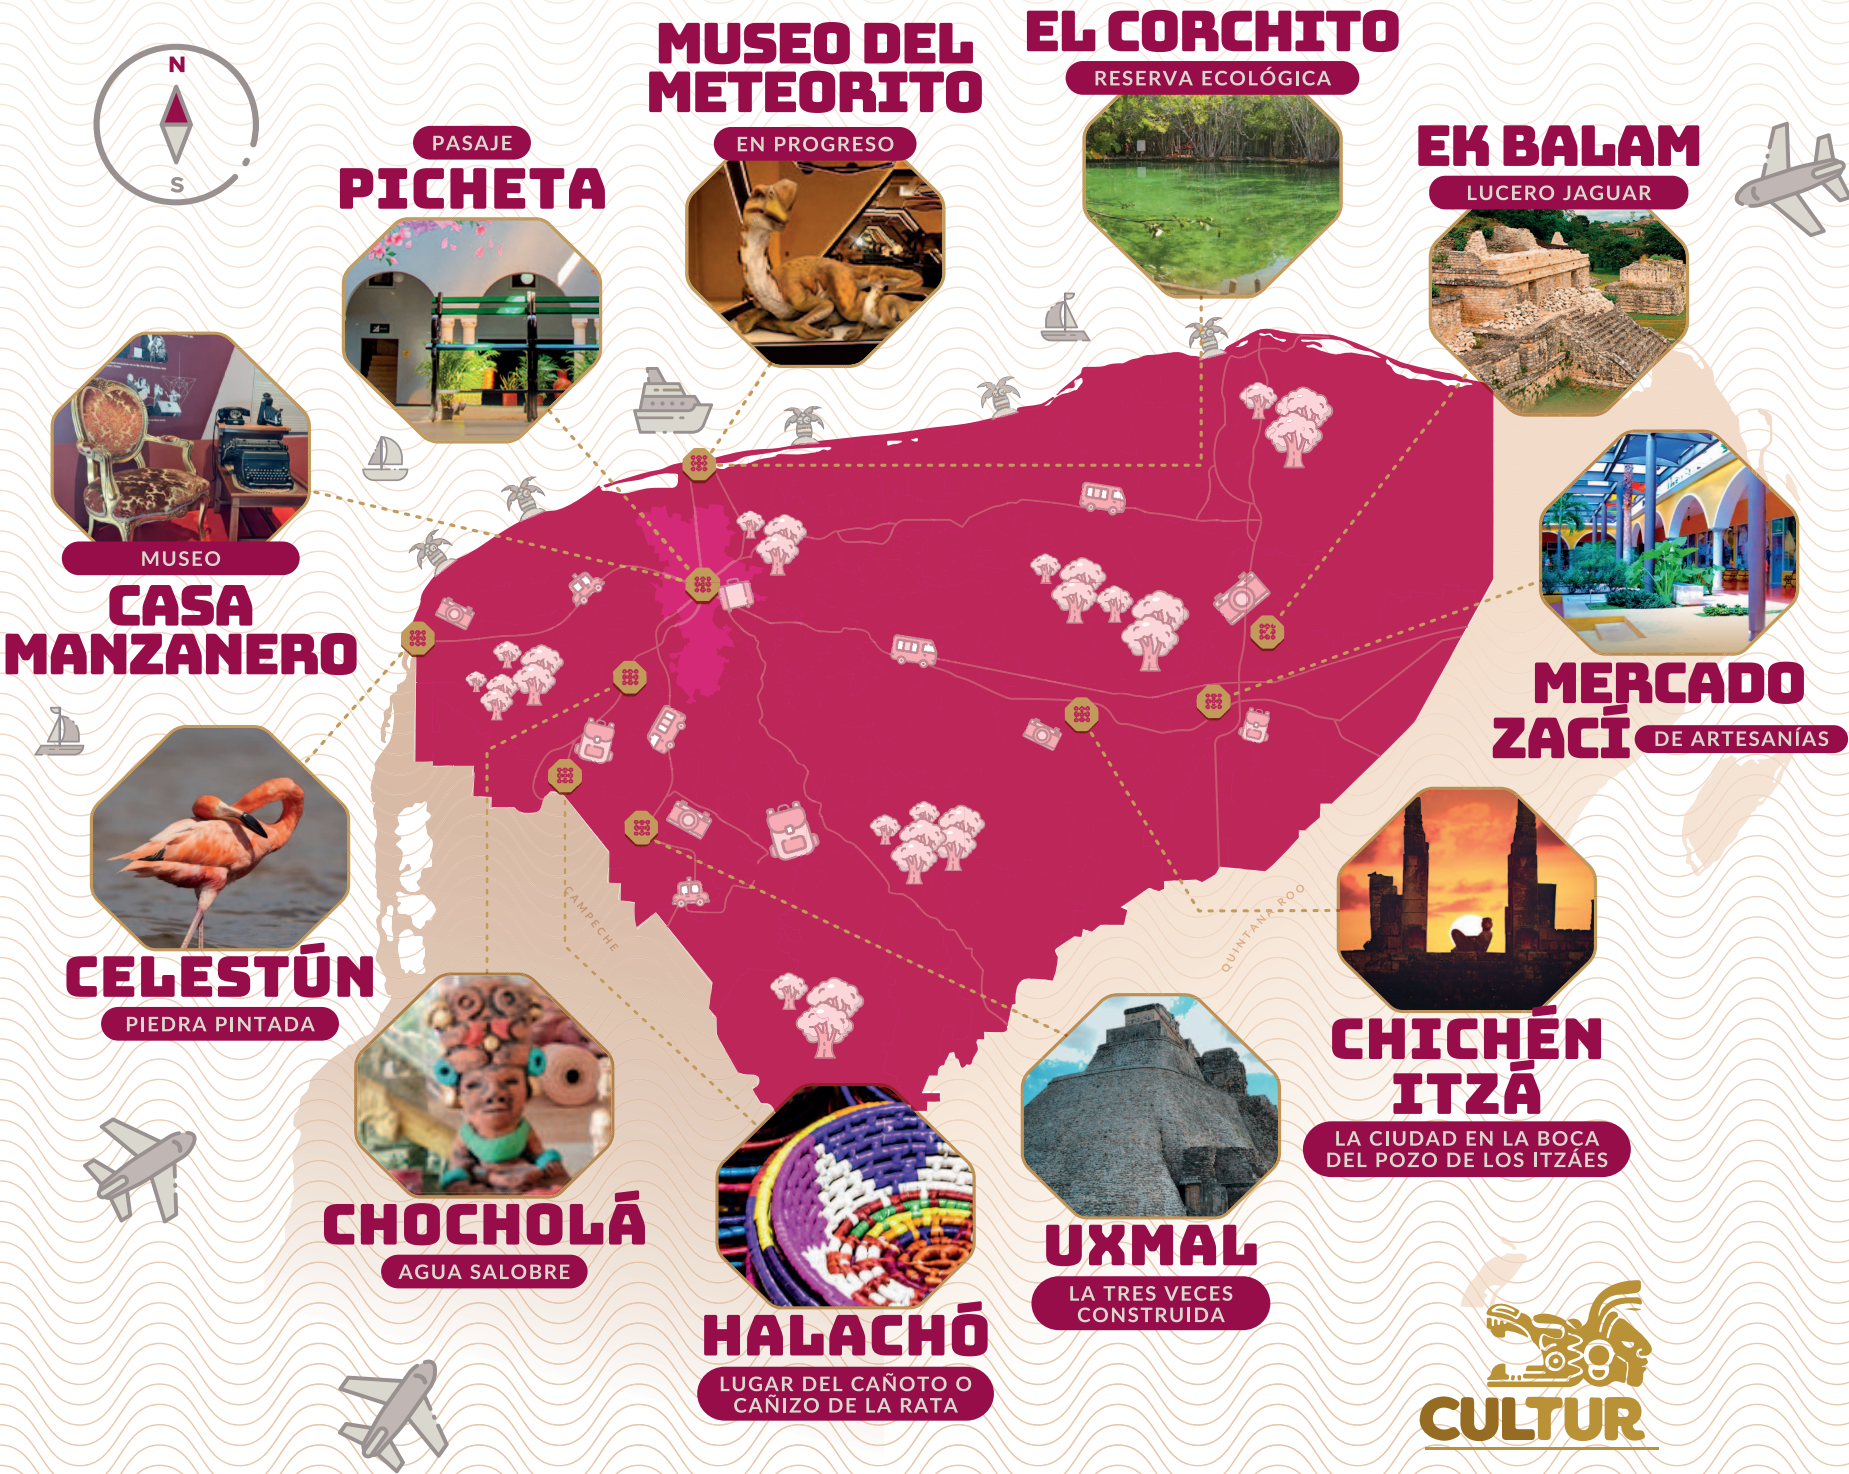 N
S
PASAJE
PICHETA
MUSEO DEL
METEORITO
EN PROGRESO
EL CORCHITO
RESERVA ECOLÓGICA
EK BALAM
LUCERO JAGUAR
MUSEO
CASA
MANZANERO
MERCADO
ZACÍ DE ARTESANÍAS
CELESTÚN
PIEDRA PINTADA
CAMPECHE
QUINTANA ROO
CHICHÉN
ITZÁ
LA CIUDAD EN LA BOCA
DEL POZO DE LOS ITZÁES
CHOCHOLÁ
AGUA SALOBRE
UXMAL
LA TRES VECES
CONSTRUIDA
HALACHÓ
LUGAR DEL CAÑOTO O
CAÑIZO DE LA RATA
CULTUR